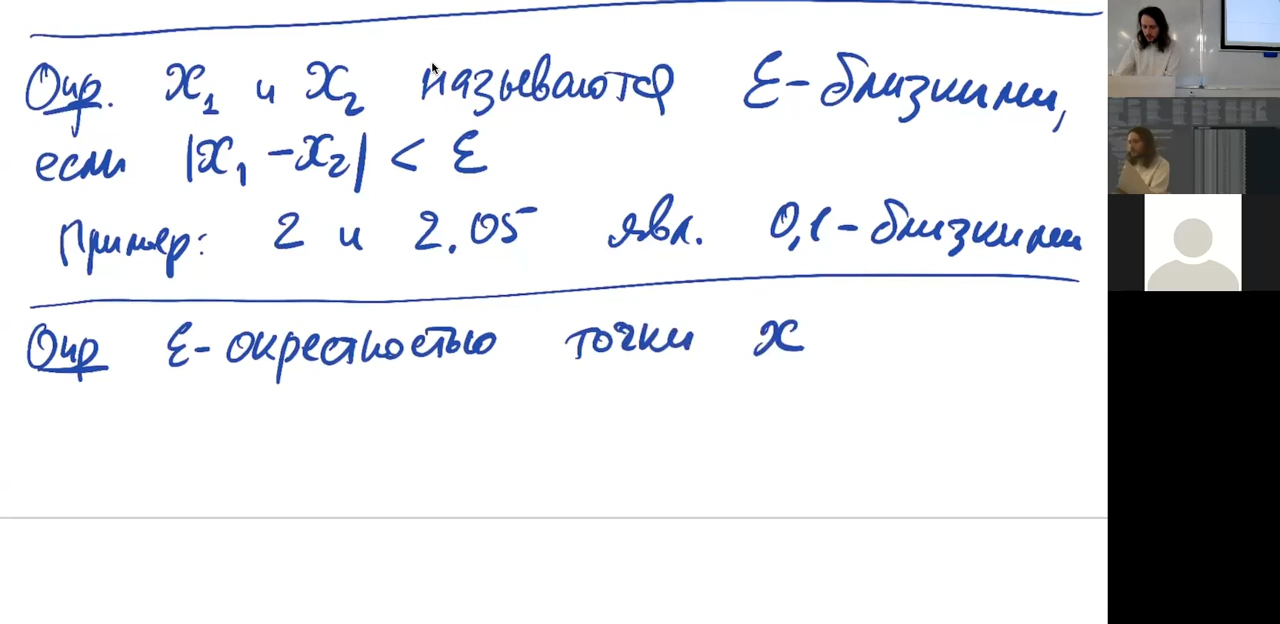 Опр. x₁ и x₂ называются ε-близкими,
если |x₁ - x₂| < ε
Пример: 2 и 2.05 явл. 0,1-близкими
Опр ε-окрестностью точки x